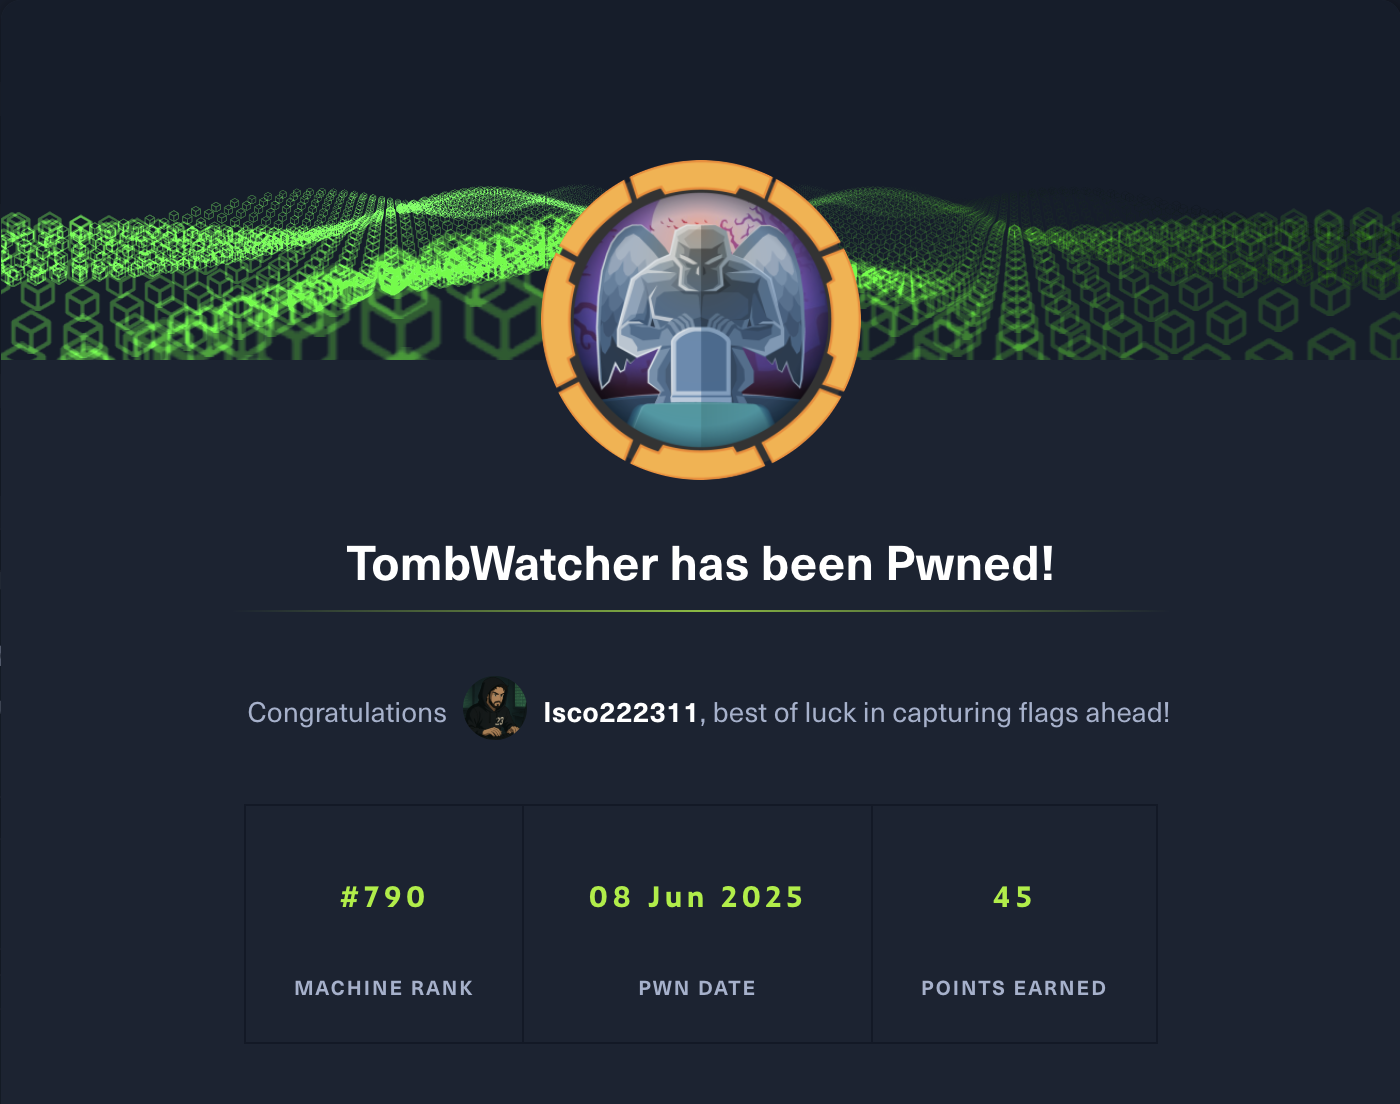 TombWatcher has been Pwned!
Congratulations Isco222311, best of luck in capturing flags ahead!
#790 08 Jun 2025 45
MACHINE RANK PWN DATE POINTS EARNED